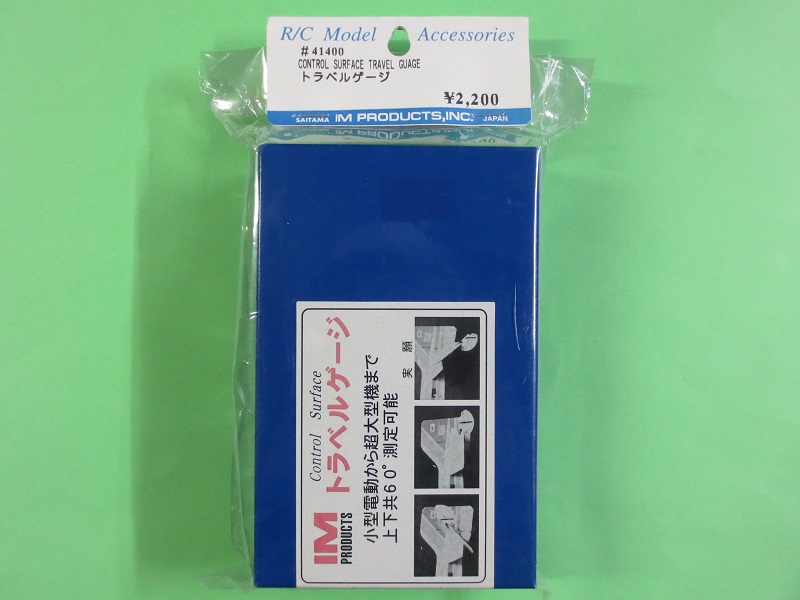 R/C Model Accessories
#41400
CONTROL SURFACE TRAVEL GUAGE
トラベルゲージ
¥2,200
SAITAMA IM PRODUCTS,INC. JAPAN
IM
PRODUCTS
Control Surface
トラベルゲージ
小型電動から超大型機まで
上下共60°測定可能
実 願